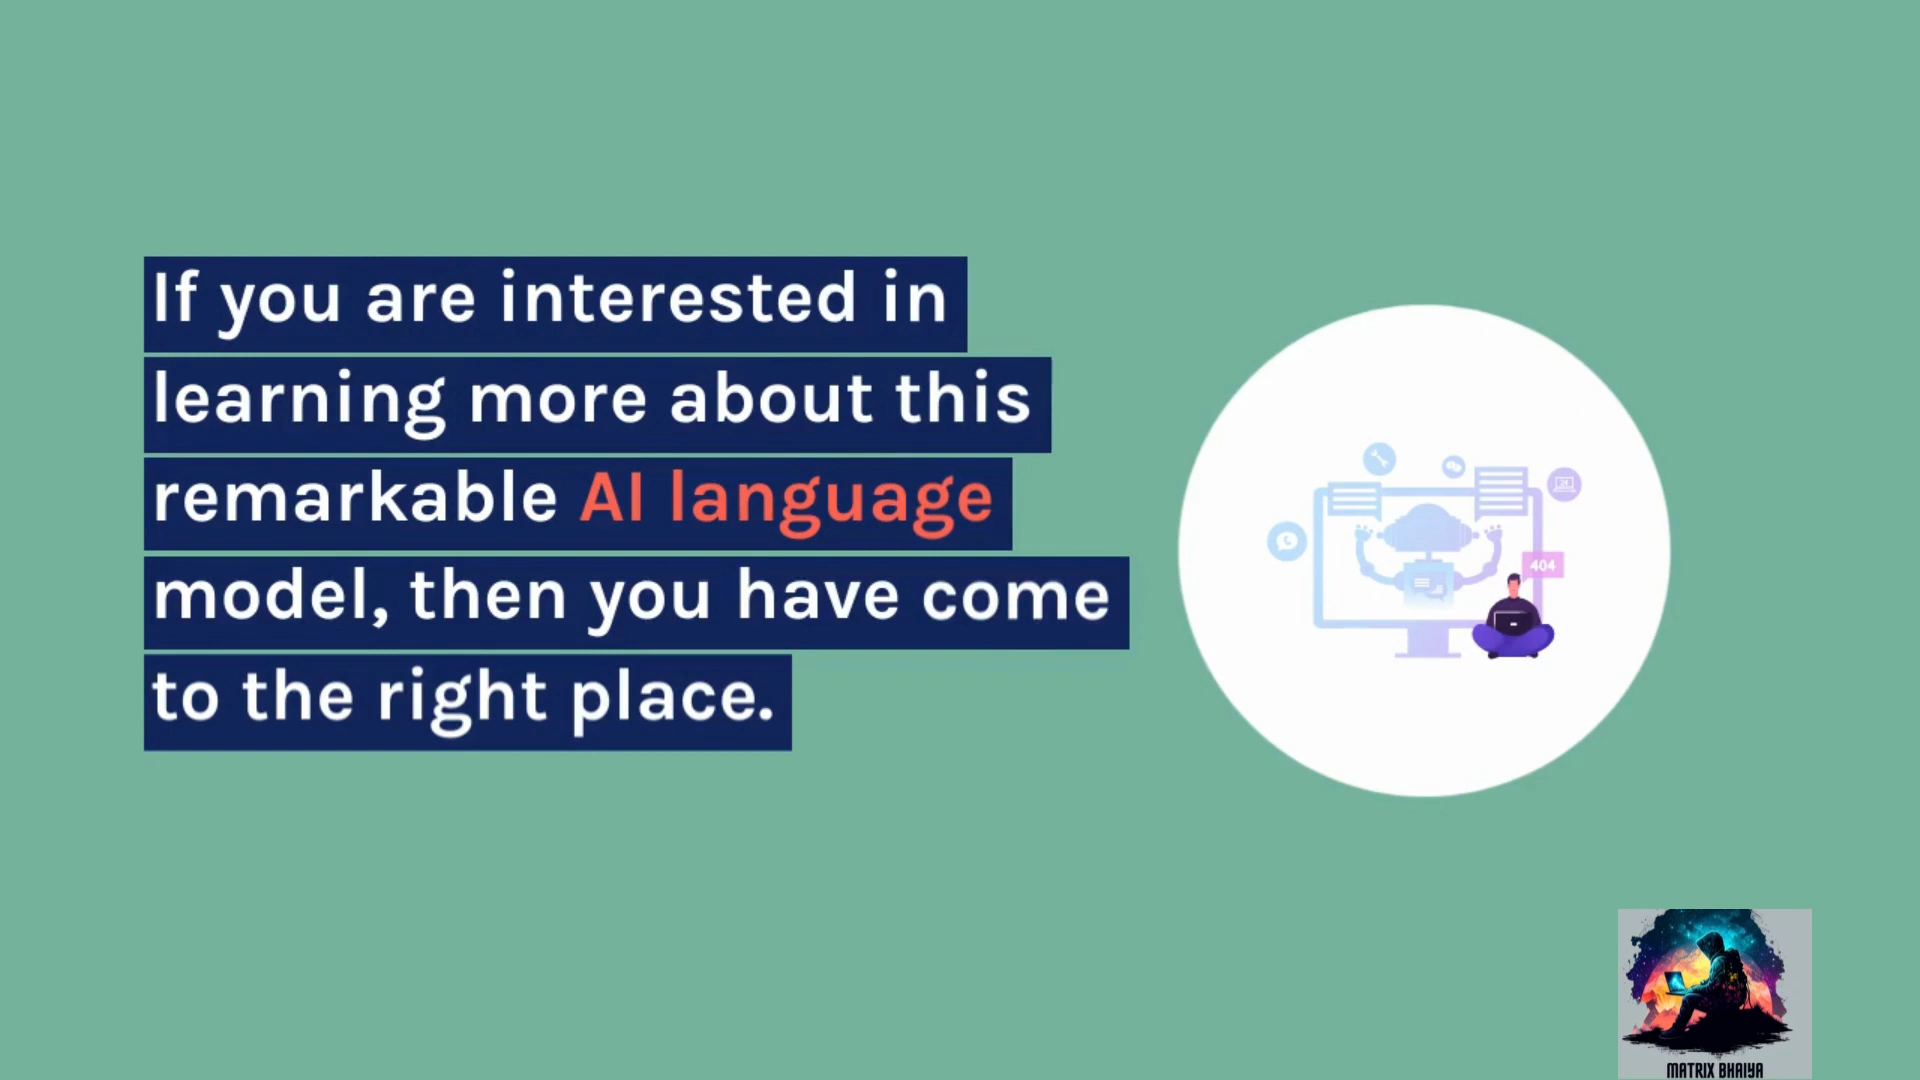 If you are interested in
learning more about this
remarkable AI language
model, then you have come
to the right place.
404
MATRIX BHAIYA